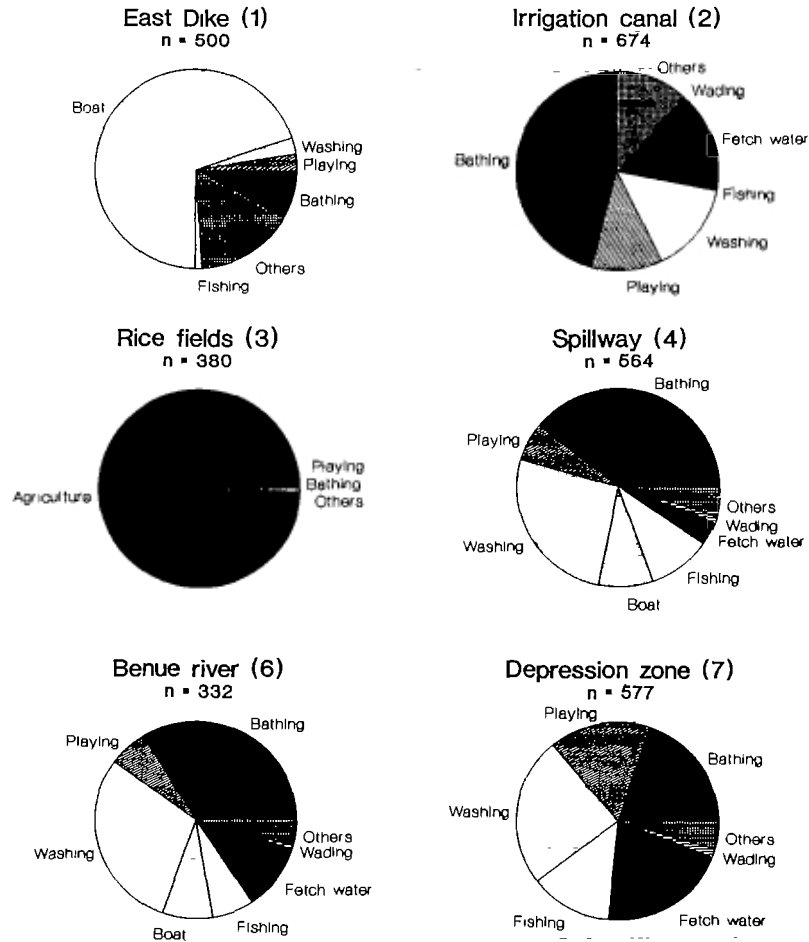 East Dike (1)
n = 500
Boat
Washing
Playing
Bathing
Others
Fishing
Irrigation canal (2)
n = 674
Others
Wading
Fetch water
Bathing
Fishing
Washing
Playing
Rice fields (3)
n = 380
Agriculture
Playing
Bathing
Others
Spillway (4)
n = 564
Bathing
Playing
Others
Wading
Fetch water
Washing
Fishing
Boat
Benue river (6)
n = 332
Bathing
Playing
Others
Wading
Washing
Fetch water
Fishing
Boat
Depression zone (7)
n = 577
Playing
Bathing
Washing
Others
Wading
Fishing
Fetch water